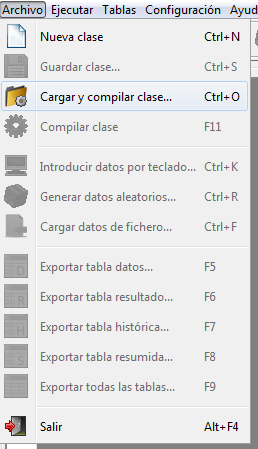 Archivo Ejecutar Tablas Configuración Ayud
Nueva clase Ctrl+N
Guardar clase... Ctrl+S
Cargar y compilar clase... Ctrl+O
Compilar clase F11
Introducir datos por teclado... Ctrl+K
Generar datos aleatorios... Ctrl+R
Cargar datos de fichero... Ctrl+F
Exportar tabla datos... F5
Exportar tabla resultado... F6
Exportar tabla histórica... F7
Exportar tabla resumida... F8
Exportar todas las tablas... F9
Salir Alt+F4